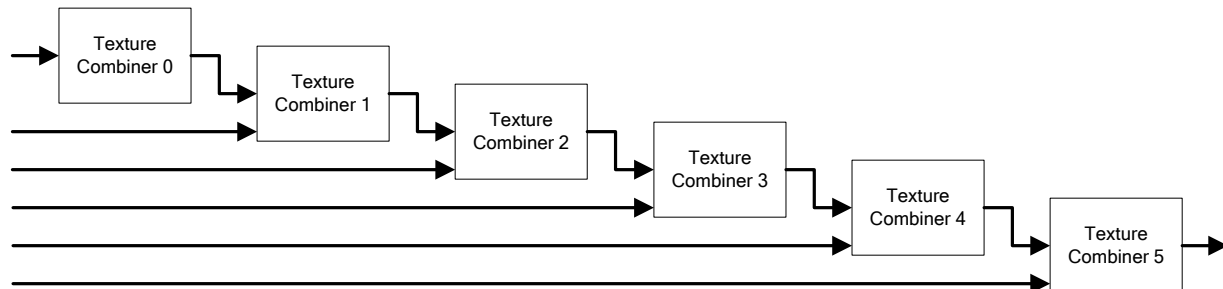 Texture
Combiner 0
Texture
Combiner 1
Texture
Combiner 2
Texture
Combiner 3
Texture
Combiner 4
Texture
Combiner 5